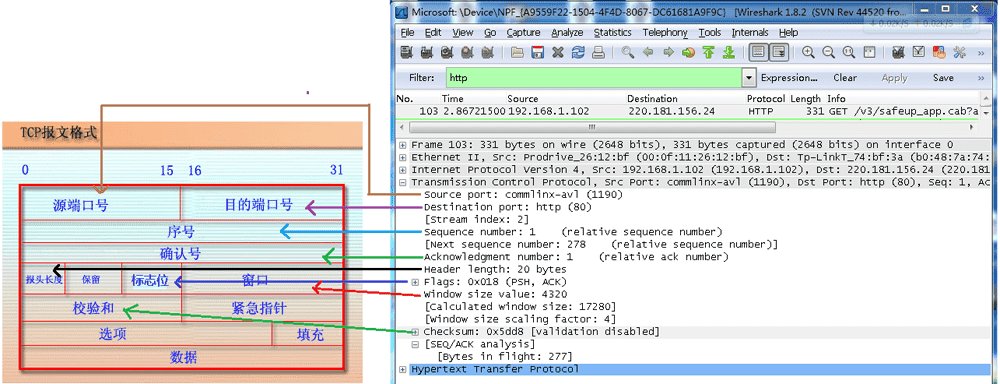 TCP报文格式
0 15 16 31
源端口号 目的端口号
序号
确认号
报头长度 保留 标志位 窗口
校验和 紧急指针
选项 填充
数据
Microsoft: \Device\NPF_{A9559F22-1504-4F4D-8067-DC61681A9F9C} [Wireshark 1.8.2 (SVN Rev 44520 fro...
File Edit View Go Capture Analyze Statistics Telephony Tools Internals Help
Filter: http Expression... Clear Apply Save
No. Time Source Destination Protocol Length Info
103 2.86721500 192.168.1.102 220.181.156.24 HTTP 331 GET /v3/safeup_app.cab?a
Frame 103: 331 bytes on wire (2648 bits), 331 bytes captured (2648 bits) on interface 0
Ethernet II, Src: Prodrive_26:12:bf (00:0f:11:26:12:bf), Dst: Tp-LinkT_74:bf:3a (b0:48:7a:74:
Internet Protocol Version 4, Src: 192.168.1.102 (192.168.1.102), Dst: 220.181.156.24 (220.181
Transmission Control Protocol, Src Port: commlinx-avl (1190), Dst Port: http (80), Seq: 1, Ac
Source port: commlinx-avl (1190)
Destination port: http (80)
[Stream index: 2]
Sequence number: 1 (relative sequence number)
[Next sequence number: 278 (relative sequence number)]
Acknowledgment number: 1 (relative ack number)
Header length: 20 bytes
Flags: 0x018 (PSH, ACK)
Window size value: 4320
[Calculated window size: 17280]
[Window size scaling factor: 4]
Checksum: 0x5dd8 [validation disabled]
[SEQ/ACK analysis]
[Bytes in flight: 277]
Hypertext Transfer Protocol